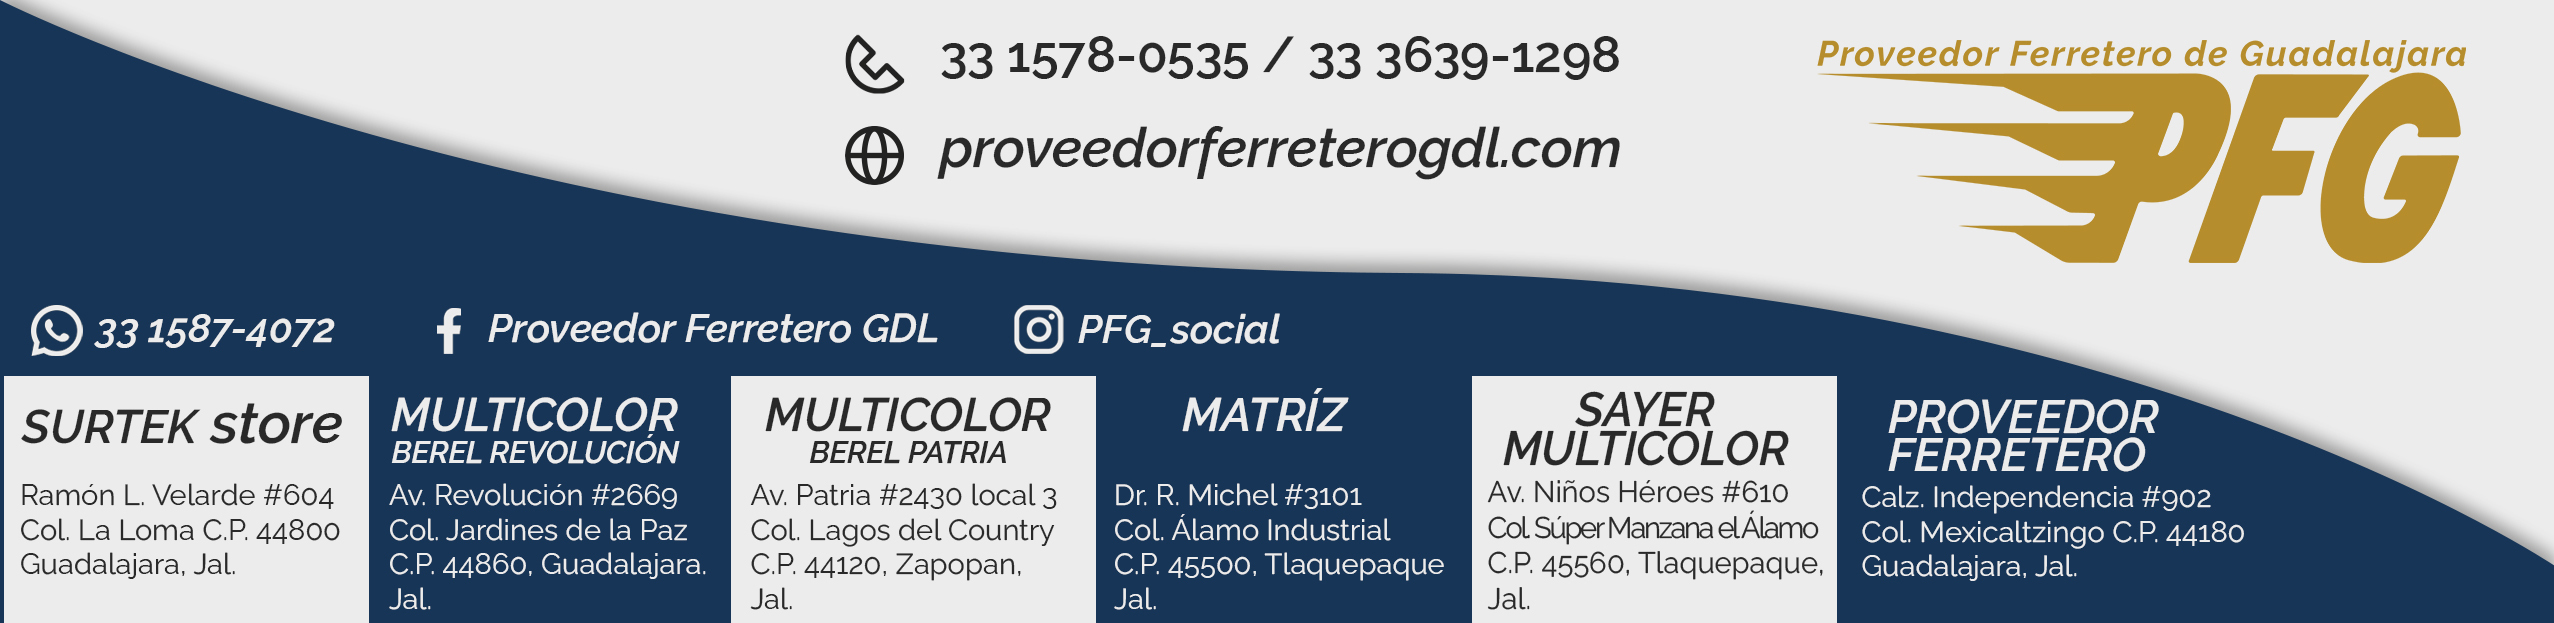 33 1578-0535 / 33 3639-1298
proveedorferreterogdl.com
Proveedor Ferretero de Guadalajara
PFG
33 1587-4072
Proveedor Ferretero GDL
PFG_social
SURTEK store
Ramón L. Velarde #604
Col. La Loma C.P. 44800
Guadalajara, Jal.
MULTICOLOR
BEREL REVOLUCIÓN
Av. Revolución #2669
Col. Jardines de la Paz
C.P. 44860, Guadalajara.
Jal.
MULTICOLOR
BEREL PATRIA
Av. Patria #2430 local 3
Col. Lagos del Country
C.P. 44120, Zapopan,
Jal.
MATRÍZ
Dr. R. Michel #3101
Col. Álamo Industrial
C.P. 45500, Tlaquepaque
Jal.
SAYER
MULTICOLOR
Av. Niños Héroes #610
Col. Súper Manzana el Álamo
C.P. 45560, Tlaquepaque,
Jal.
PROVEEDOR
FERRETERO
Calz. Independencia #902
Col. Mexicaltzingo C.P. 44180
Guadalajara, Jal.